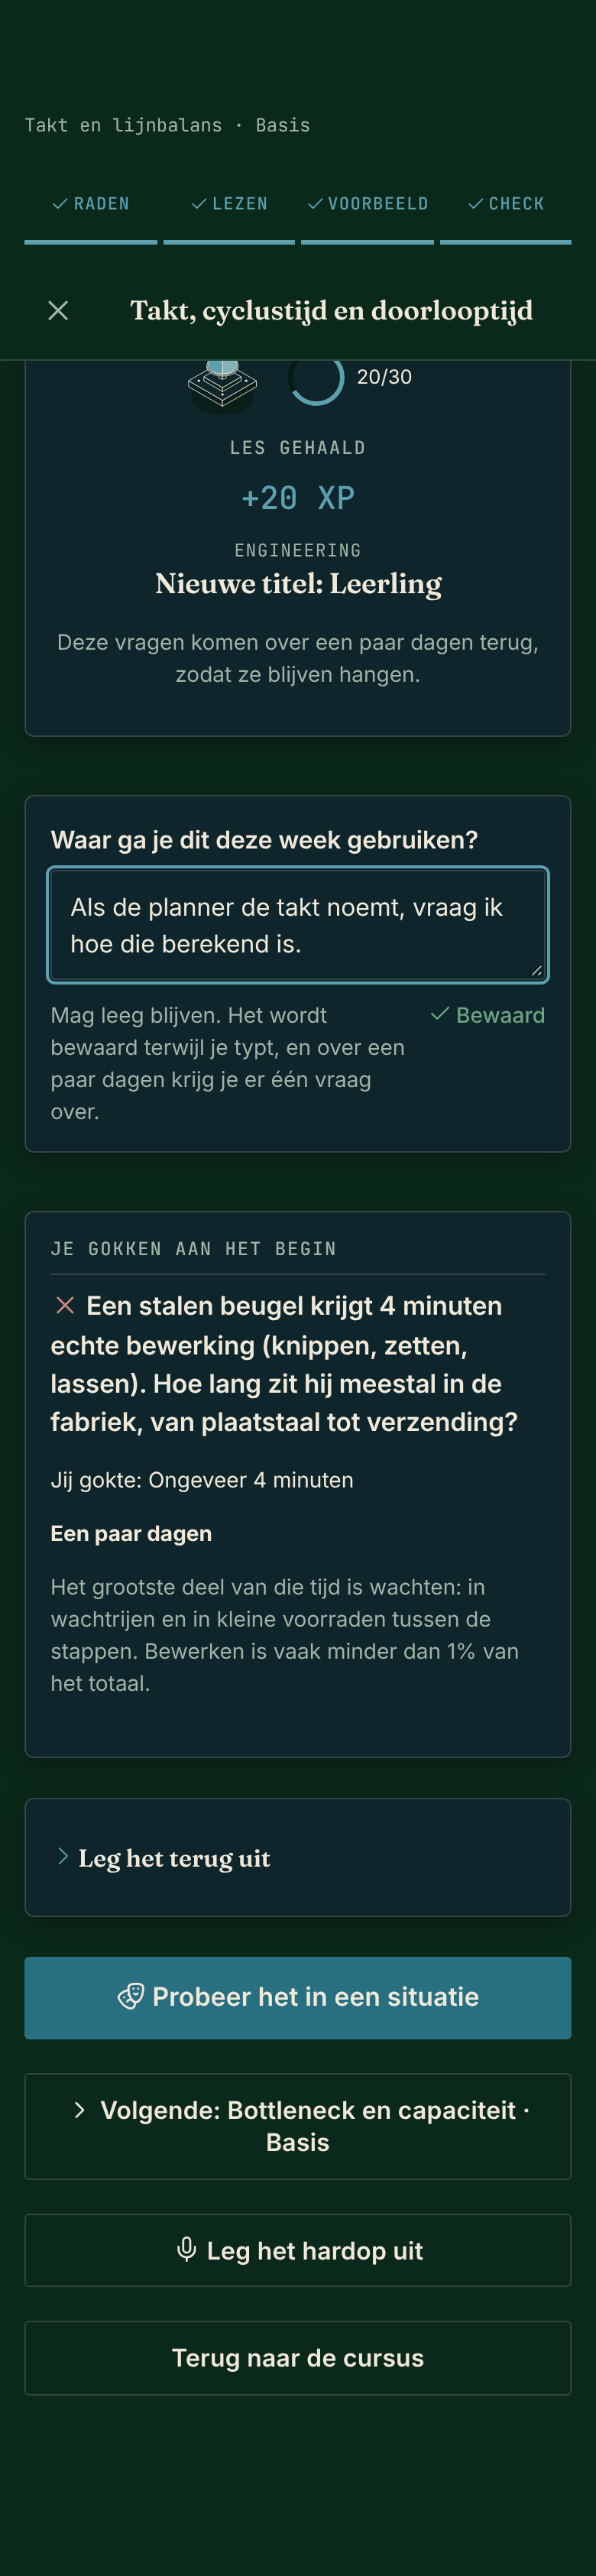 Takt en lijnbalans · Basis
RADEN
LEZEN
VOORBEELD
CHECK
Takt, cyclustijd en doorlooptijd
20/30
LES GEHAALD
+20 XP
ENGINEERING
Nieuwe titel: Leerling
Deze vragen komen over een paar dagen terug,
zodat ze blijven hangen.
Waar ga je dit deze week gebruiken?
Als de planner de takt noemt, vraag ik
hoe die berekend is.
Mag leeg blijven. Het wordt
bewaard terwijl je typt, en over een
paar dagen krijg je er één vraag
over.
Bewaard
JE GOKKEN AAN HET BEGIN
Een stalen beugel krijgt 4 minuten
echte bewerking (knippen, zetten,
lassen). Hoe lang zit hij meestal in de
fabriek, van plaatstaal tot verzending?
Jij gokte: Ongeveer 4 minuten
Een paar dagen
Het grootste deel van die tijd is wachten: in
wachtrijen en in kleine voorraden tussen de
stappen. Bewerken is vaak minder dan 1% van
het totaal.
Leg het terug uit
Probeer het in een situatie
Volgende: Bottleneck en capaciteit ·
Basis
Leg het hardop uit
Terug naar de cursus